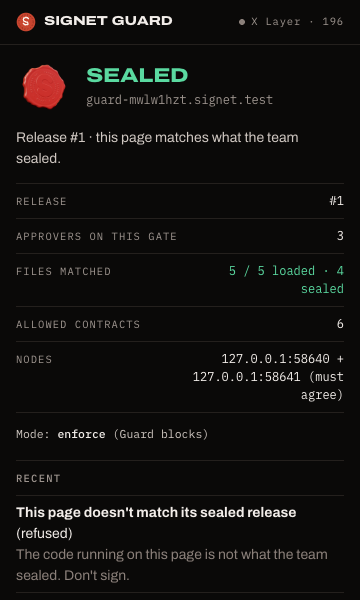 S SIGNET GUARD ● X Layer · 196
SEALED
guard-mwlw1hzt.signet.test
Release #1 · this page matches what the team
sealed.
RELEASE #1
APPROVERS ON THIS GATE 3
FILES MATCHED 5 / 5 loaded · 4
sealed
ALLOWED CONTRACTS 6
NODES 127.0.0.1:58640 +
127.0.0.1:58641 (must
agree)
Mode: enforce (Guard blocks)
RECENT
This page doesn't match its sealed release
(refused)
The code running on this page is not what the team
sealed. Don't sign.